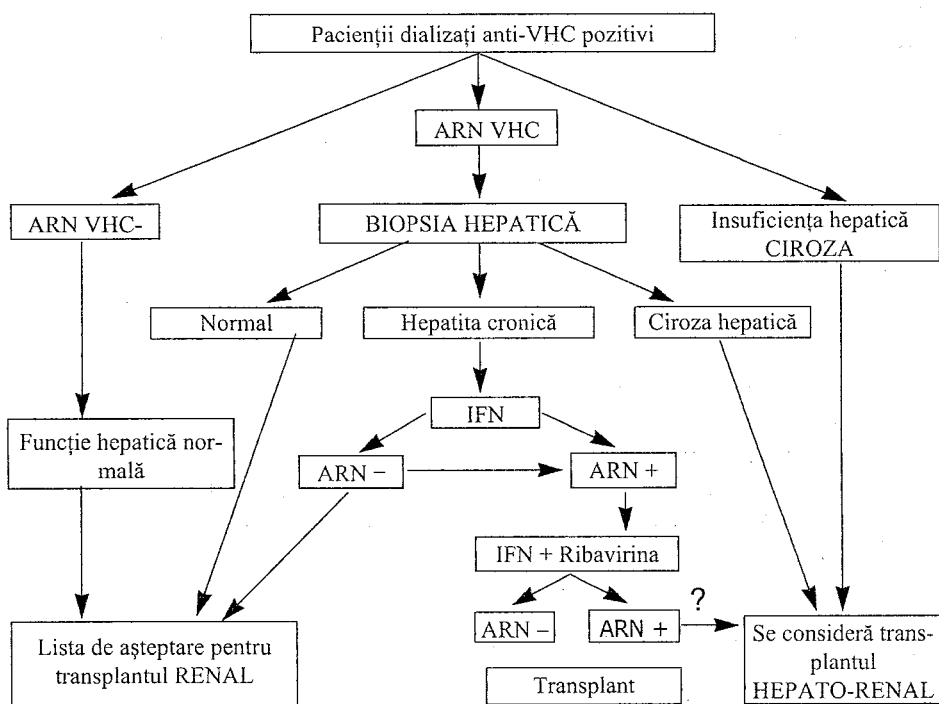 Pacienții dializați anti-VHC pozitivi
ARN VHC
ARN VHC-
BIOPSIA HEPATICĂ
Insuficiența hepatică
CIROZA
Normal
Hepatita cronică
Ciroza hepatică
IFN
Funcție hepatică nor-
mală
ARN –
ARN +
IFN + Ribavirina
ARN –
ARN +
?
Lista de așteptare pentru
transplantul RENAL
Transplant
Se consideră trans-
plantul
HEPATO-RENAL